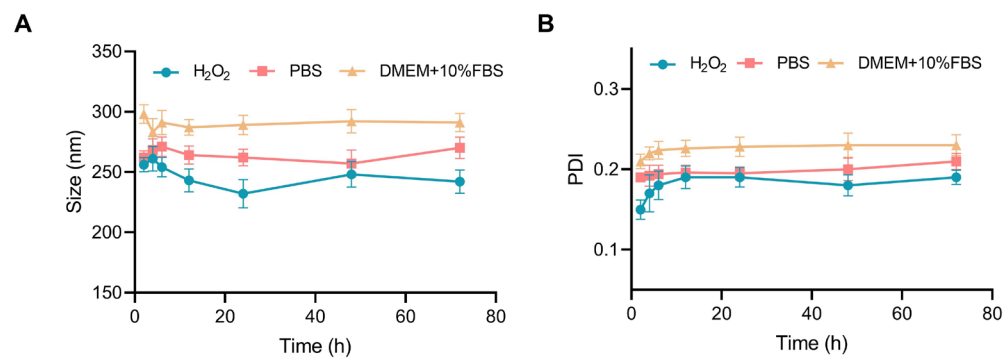 A
350
H₂O₂ PBS DMEM+10%FBS
300
250
200
150
Size (nm)
0 20 40 60 80
Time (h)
B
H₂O₂ PBS DMEM+10%FBS
0.3
0.2
0.1
PDI
0 20 40 60 80
Time (h)